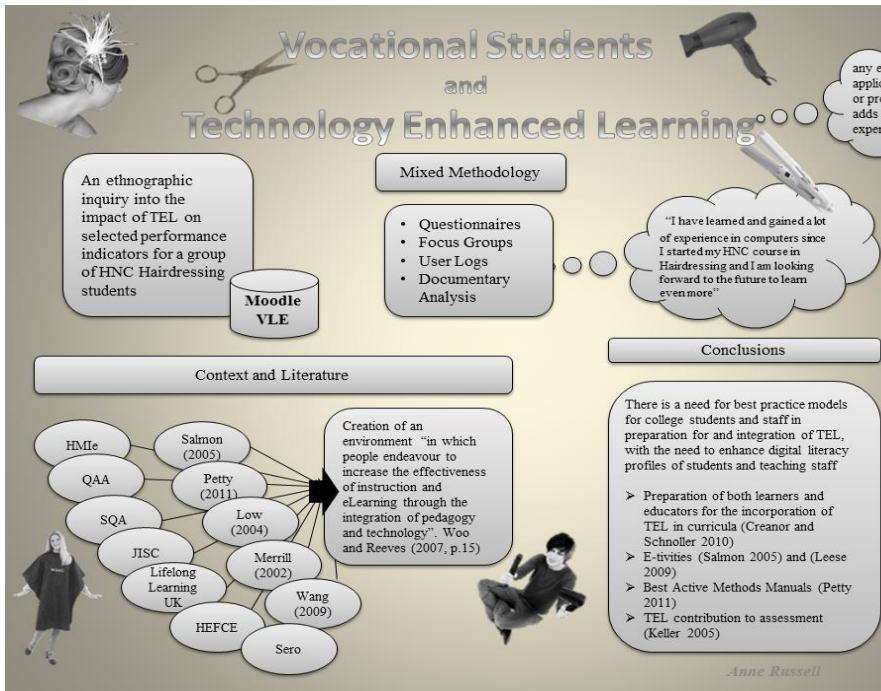 Vocational Students
and
Technology Enhanced Learning
any e
applic
or pro
adds
exper
An ethnographic
inquiry into the
impact of TEL on
selected performance
indicators for a group
of HNC Hairdressing
students
Moodle
VLE
Mixed Methodology
• Questionnaires
• Focus Groups
• User Logs
• Documentary
Analysis
"I have learned and gained a lot
of experience in computers since
I started my HNC course in
Hairdressing and I am looking
forward to the future to learn
even more"
Context and Literature
HMIe
QAA
SQA
JISC
Lifelong
Learning
UK
HEFCE
Salmon
(2005)
Petty
(2011)
Low
(2004)
Merrill
(2002)
Wang
(2009)
Sero
Creation of an
environment "in which
people endeavour to
increase the effectiveness
of instruction and
eLearning through the
integration of pedagogy
and technology". Woo
and Reeves (2007, p.15)
Conclusions
There is a need for best practice models
for college students and staff in
preparation for and integration of TEL,
with the need to enhance digital literacy
profiles of students and teaching staff
➢ Preparation of both learners and
educators for the incorporation of
TEL in curricula (Creanor and
Schnoller 2010)
➢ E-tivities (Salmon 2005) and (Leese
2009)
➢ Best Active Methods Manuals (Petty
2011)
➢ TEL contribution to assessment
(Keller 2005)
Anne Russell